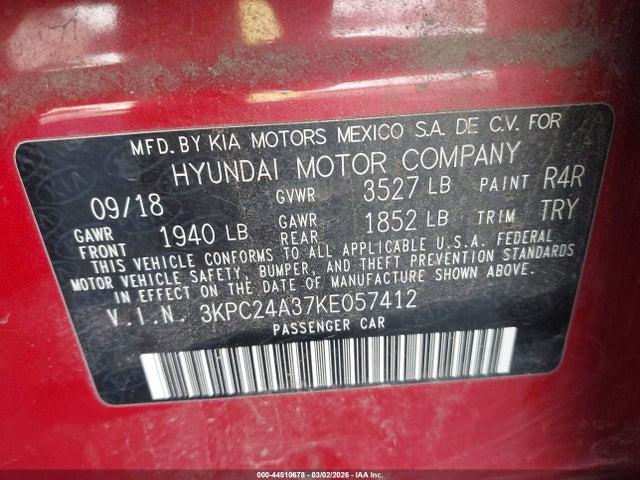 MFD. BY KIA MOTORS MEXICO S.A. DE C.V. FOR
HYUNDAI MOTOR COMPANY
09/18 GVWR 3527 LB PAINT R4R
GAWR FRONT 1940 LB GAWR REAR 1852 LB TRIM TRY
THIS VEHICLE CONFORMS TO ALL APPLICABLE U.S.A. FEDERAL
MOTOR VEHICLE SAFETY, BUMPER, AND THEFT PREVENTION STANDARDS
IN EFFECT ON THE DATE OF MANUFACTURE SHOWN ABOVE.
V.I.N. 3KPC24A37KE057412
PASSENGER CAR
000-44510678 - 03/02/2026 - IAA Inc.